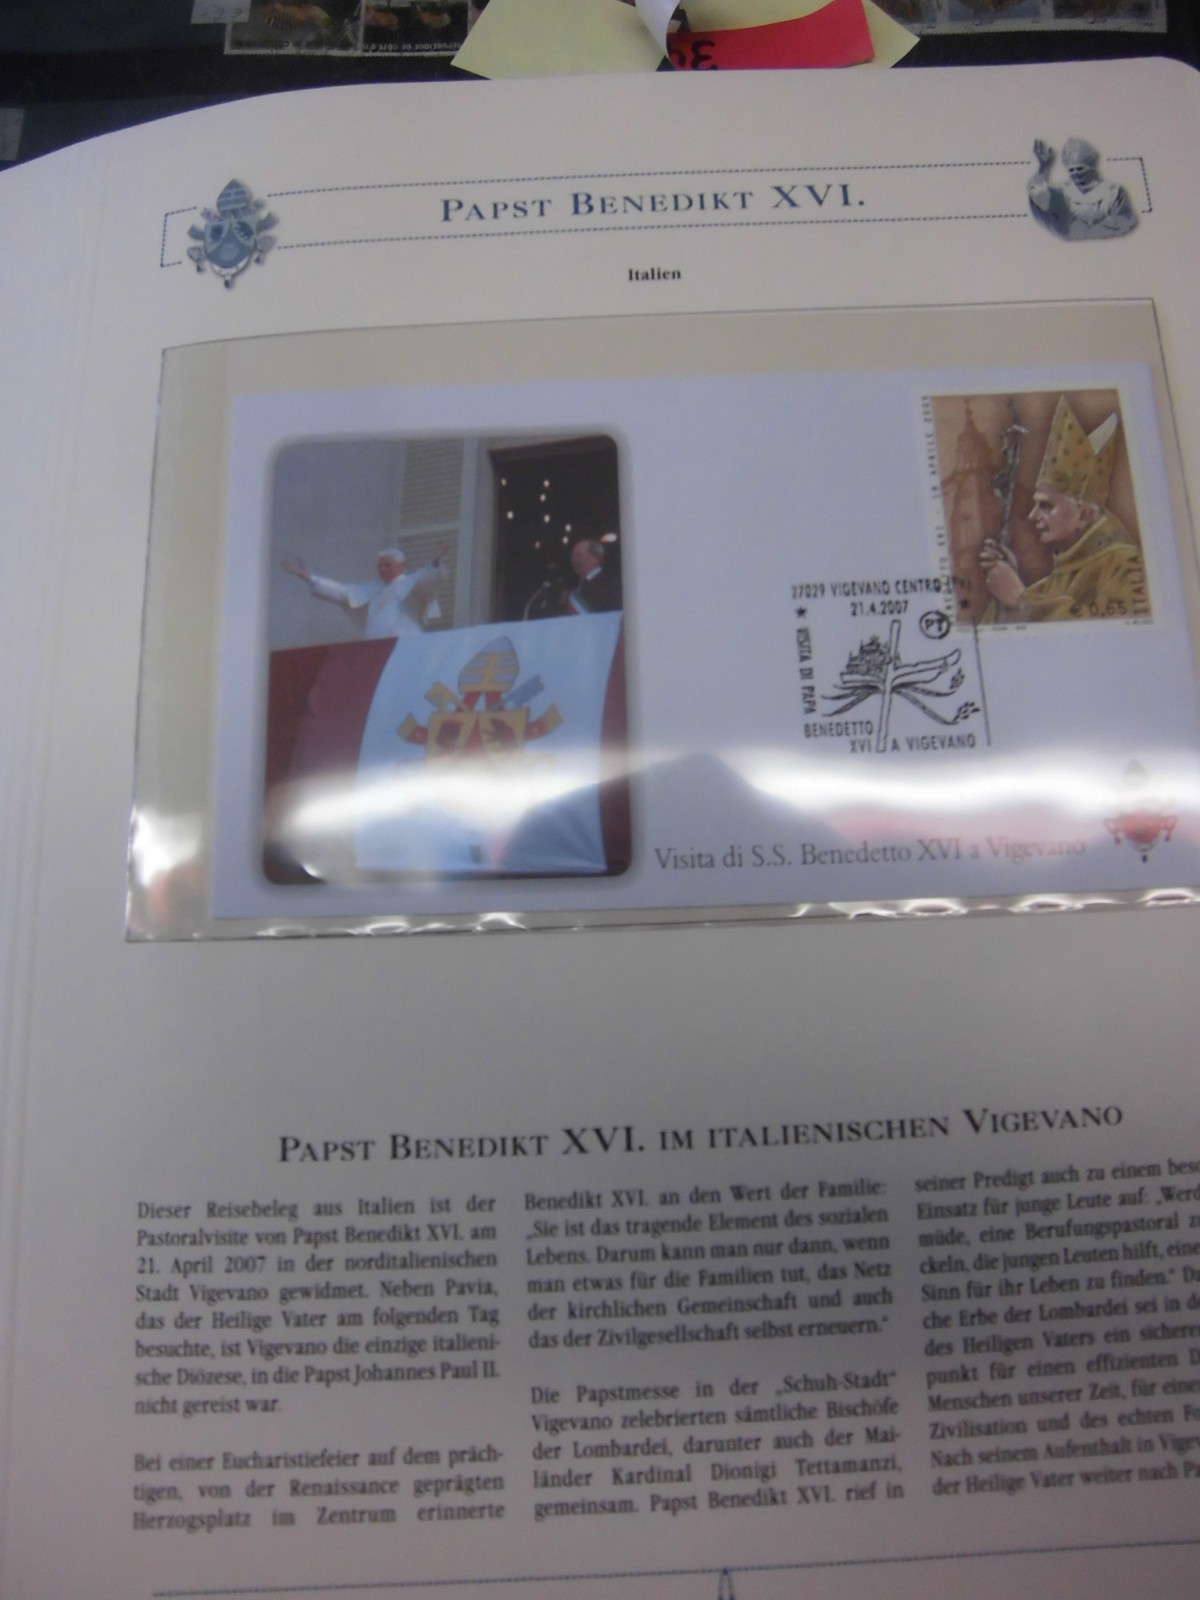 PAPST BENEDIKT XVI.
Italien
18 APRILE 2005
ITALIA
€ 0,65
27029 VIGEVANO CENTRO
21.4.2007
PT
VISITA DI PAPA
BENEDETTO
XVI A VIGEVANO
Visita di S.S. Benedetto XVI a Vigevano
PAPST BENEDIKT XVI. IM ITALIENISCHEN VIGEVANO
Dieser Reisebeleg aus Italien ist der
Pastoralvisite von Papst Benedikt XVI. am
21. April 2007 in der norditalienischen
Stadt Vigevano gewidmet. Neben Pavia,
das der Heilige Vater am folgenden Tag
besuchte, ist Vigevano die einzige italieni-
sche Diözese, in die Papst Johannes Paul II.
nicht gereist war.
Bei einer Eucharistiefeier auf dem präch-
tigen, von der Renaissance geprägten
Herzogsplatz im Zentrum erinnerte
Benedikt XVI. an den Wert der Familie:
„Sie ist das tragende Element des sozialen
Lebens. Darum kann man nur dann, wenn
man etwas für die Familien tut, das Netz
der kirchlichen Gemeinschaft und auch
das der Zivilgesellschaft selbst erneuern.“
Die Papstmesse in der „Schuh-Stadt“
Vigevano zelebrierten sämtliche Bischöfe
der Lombardei, darunter auch der Mai-
länder Kardinal Dionigi Tettamanzi,
gemeinsam. Papst Benedikt XVI. rief in
seiner Predigt auch zu einem
Einsatz für junge Leute auf:
müde, eine Berufungspastoral
ckeln, die jungen Leuten hilft,
Sinn für ihr Leben zu finden.“
che Erbe der Lombardei sei in
des Heiligen Vaters ein
punkt für einen effizienten
Menschen unserer Zeit, für
Zivilisation und des echten
Nach seinem Aufenthalt in
der Heilige Vater weiter nach